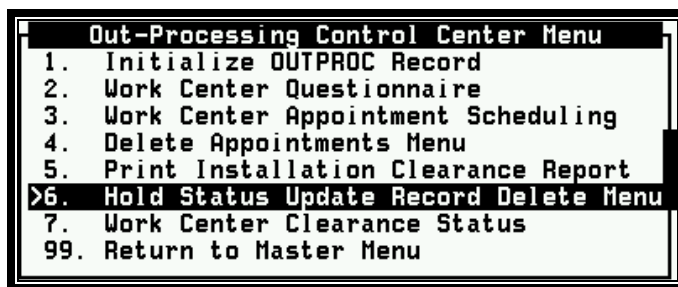 Out-Processing Control Center Menu
1. Initialize OUTPROC Record
2. Work Center Questionnaire
3. Work Center Appointment Scheduling
4. Delete Appointments Menu
5. Print Installation Clearance Report
>6. Hold Status Update Record Delete Menu
7. Work Center Clearance Status
99. Return to Master Menu